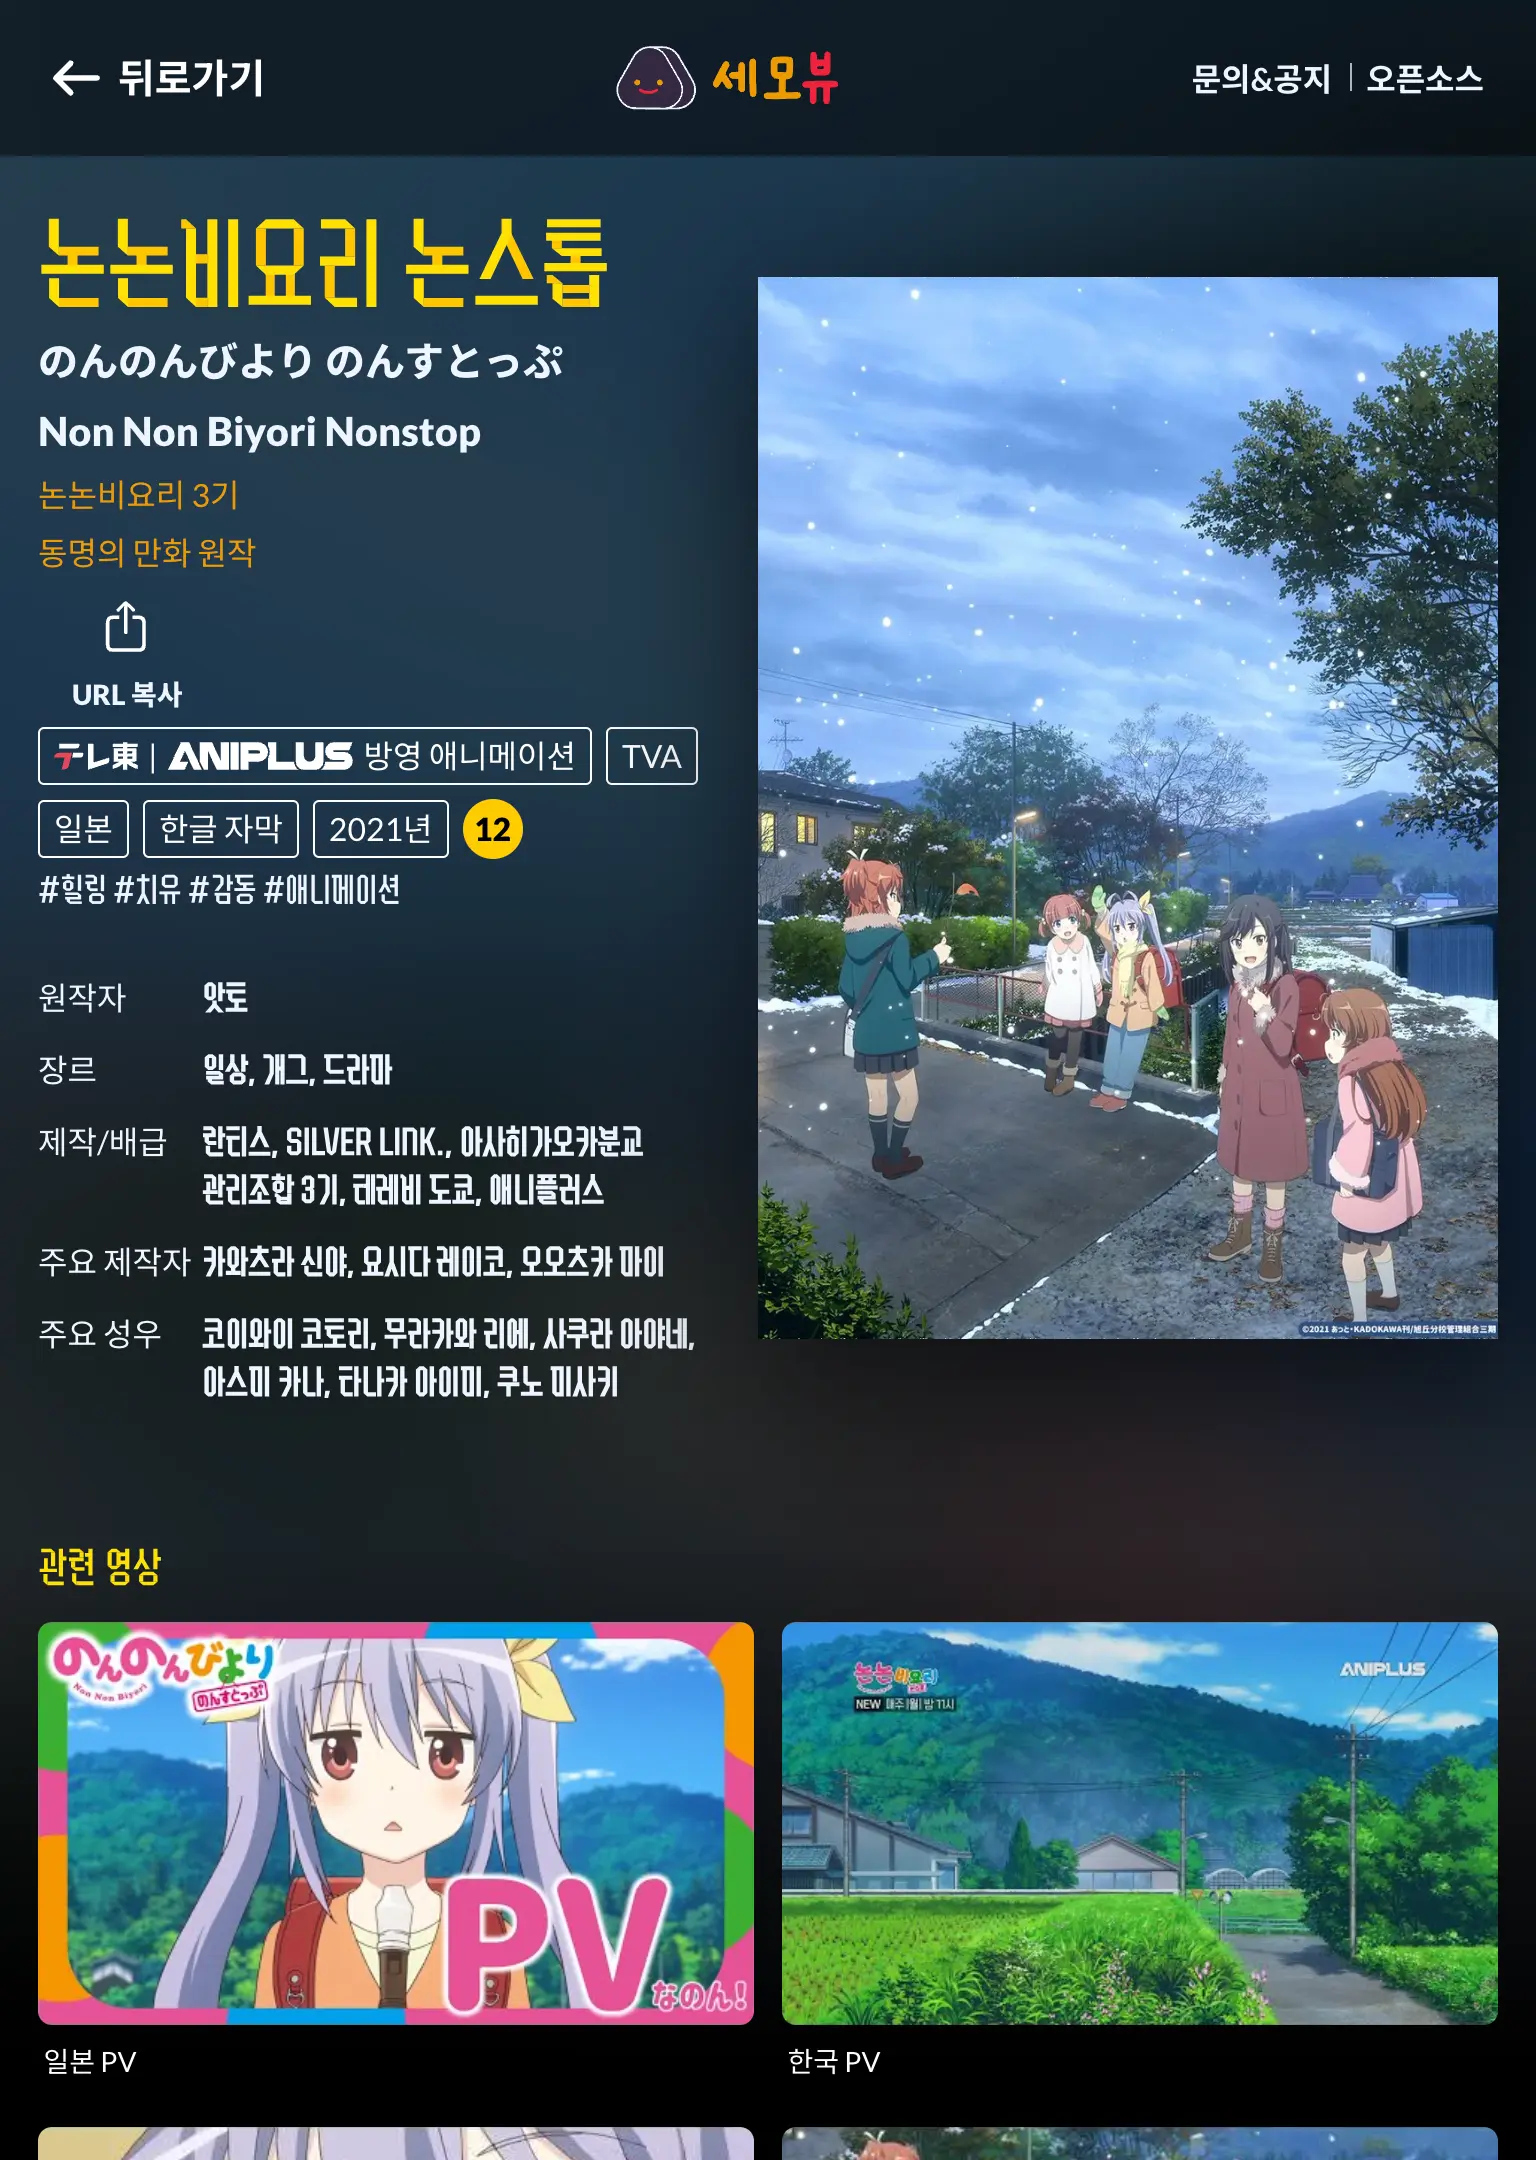 뒤로가기
세모뷰
문의&공지 | 오픈소스
논논비요리 논스톱
のんのんびより のんすとっぷ
Non Non Biyori Nonstop
논논비요리 3기
동명의 만화 원작
URL 복사
テレ東 | ANIPLUS 방영 애니메이션
TVA
일본
한글 자막
2021년
12
#힐링 #치유 #감동 #애니메이션
원작자 앗토
장르 일상, 개그, 드라마
제작/배급 란티스, SILVER LINK., 아사히가오카분교
관리조합 3기, 테레비 도쿄, 애니플러스
주요 제작자 카와츠라 신야, 요시다 레이코, 오오츠카 마이
주요 성우 코이와이 코토리, 무라카와 리에, 사쿠라 아야네,
아스미 카나, 타나카 아이미, 쿠노 미사키
©2021 あっと・KADOKAWA刊/旭丘分校管理組合三期
관련 영상
のんのんびより
Non Non Biyori
のんすとっぷ
PV
なのん!
논논비요리
NEW 매주 |월| 밤 11시
ANIPLUS
일본 PV
한국 PV